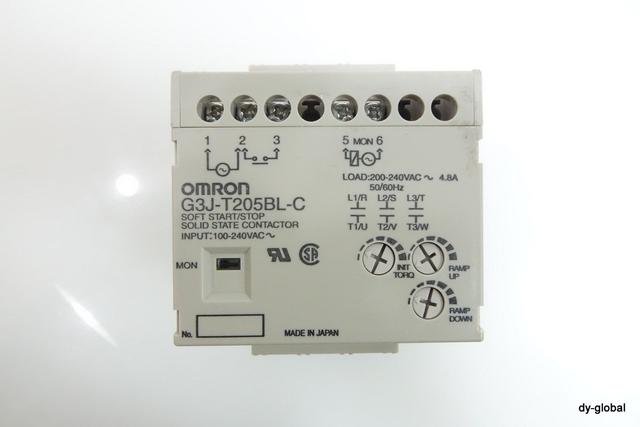 1 2 3 5 MON 6
LOAD:200-240VAC ~ 4.8A
50/60Hz
OMRON
G3J-T205BL-C
SOFT START/STOP
SOLID STATE CONTACTOR
INPUT:100-240VAC ~
L1/R L2/S L3/T
T1/U T2/V T3/W
INIT
TORQ
RAMP
UP
MON
RAMP
DOWN
No.
MADE IN JAPAN
dy-global